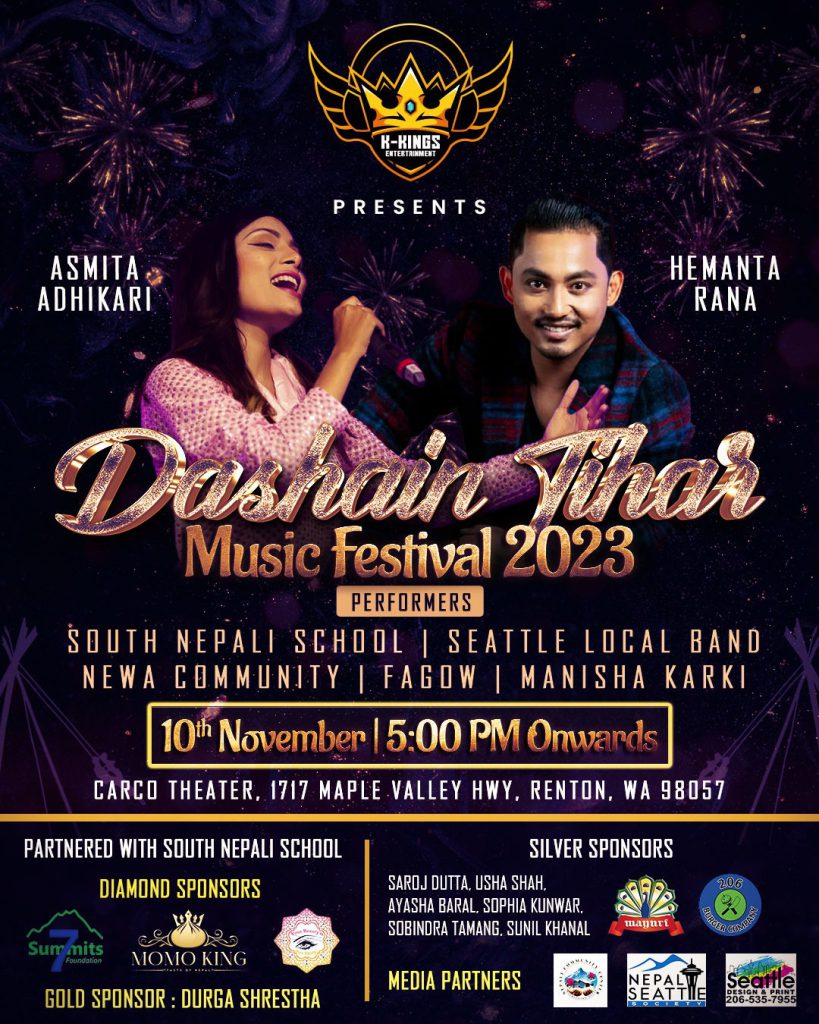 K-KINGS
ENTERTAINMENT
PRESENTS
ASMITA
ADHIKARI
HEMANTA
RANA
Dashain Tihar
Music Festival 2023
PERFORMERS
SOUTH NEPALI SCHOOL | SEATTLE LOCAL BAND
NEWA COMMUNITY | FAGOW | MANISHA KARKI
10th November | 5:00 PM Onwards
CARCO THEATER, 1717 MAPLE VALLEY HWY, RENTON, WA 98057
PARTNERED WITH SOUTH NEPALI SCHOOL
DIAMOND SPONSORS
7 Summits
Foundation
MOMO KING
TASTE OF NEPAL
GOLD SPONSOR : DURGA SHRESTHA
SILVER SPONSORS
SAROJ DUTTA, USHA SHAH,
AYASHA BARAL, SOPHIA KUNWAR,
SOBINDRA TAMANG, SUNIL KHANAL
mayuri
206
BURGER COMPANY
MEDIA PARTNERS
NEPAL
SEATTLE
SOCIETY
Seattle
DESIGN & PRINT
206-535-7955